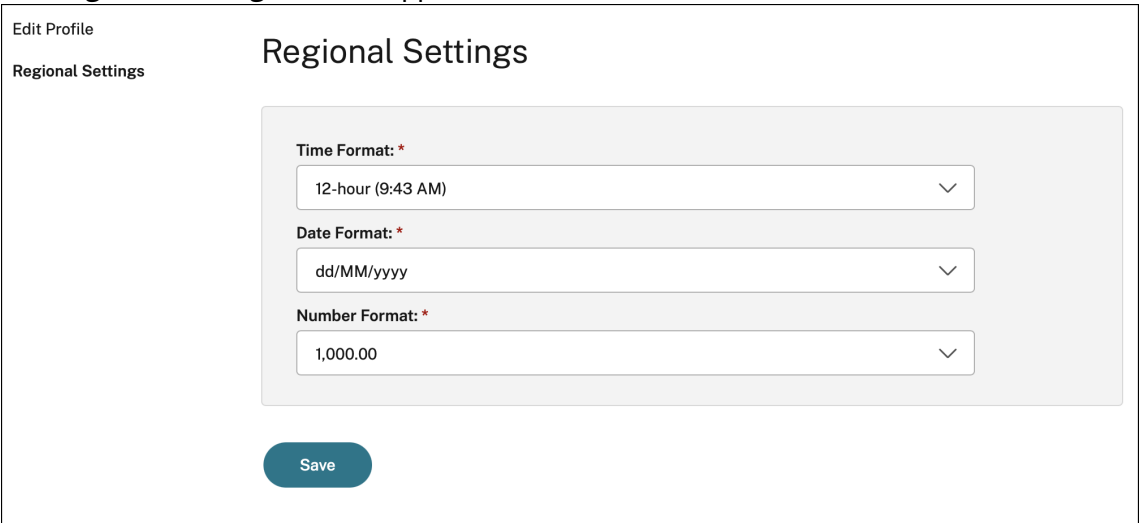 Edit Profile
Regional Settings
Regional Settings
Time Format: *
12-hour (9:43 AM)
Date Format: *
dd/MM/yyyy
Number Format: *
1,000.00
Save